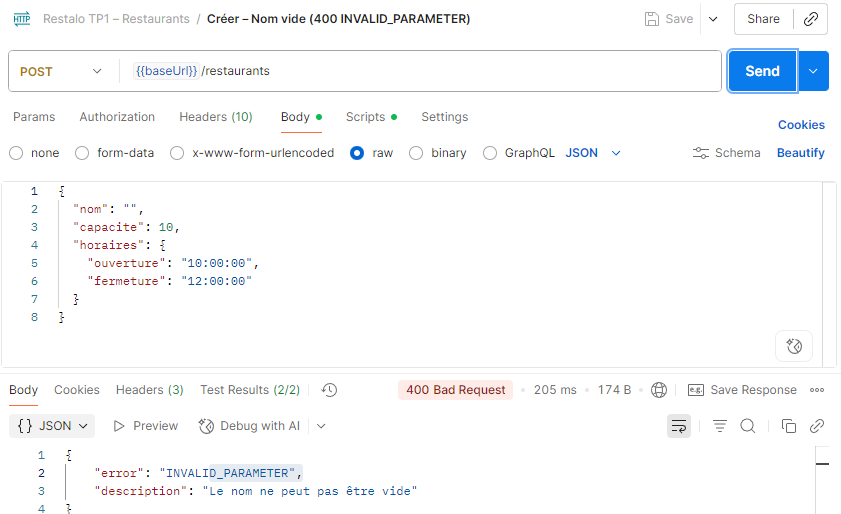 HTTP Restalo TP1 – Restaurants / Créer – Nom vide (400 INVALID_PARAMETER) Save Share
POST {{baseUrl}}/restaurants Send
Params Authorization Headers (10) Body Scripts Settings Cookies
none form-data x-www-form-urlencoded raw binary GraphQL JSON Schema Beautify
1 {
2 "nom": "",
3 "capacite": 10,
4 "horaires": {
5 "ouverture": "10:00:00",
6 "fermeture": "12:00:00"
7 }
8 }
Body Cookies Headers (3) Test Results (2/2) 400 Bad Request • 205 ms • 174 B e.g. Save Response
{} JSON Preview Debug with AI
1 {
2 "error": "INVALID_PARAMETER",
3 "description": "Le nom ne peut pas être vide"
4 }